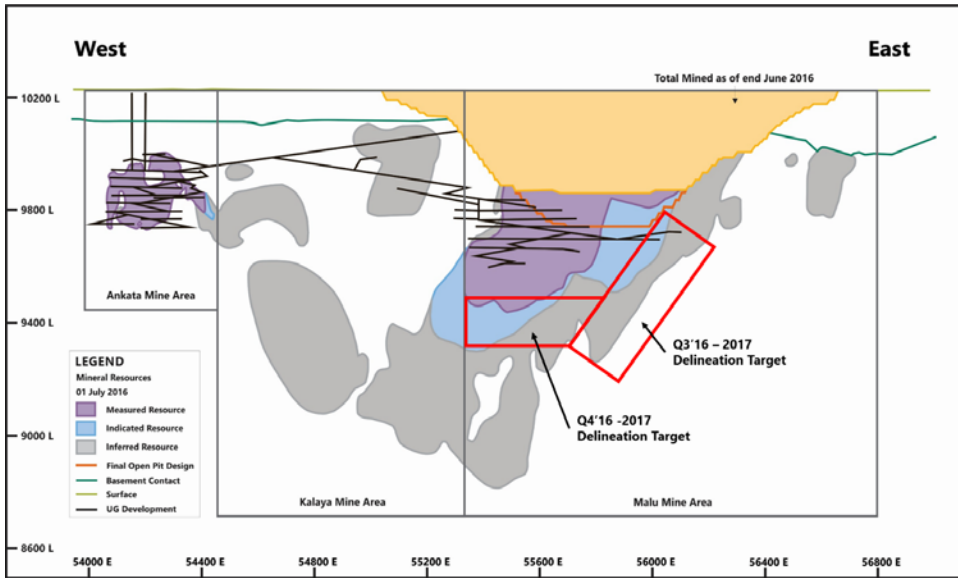 West
East
Total Mined as of end June 2016
10200 L
9800 L
9400 L
9000 L
8600 L
Ankata Mine Area
LEGEND
Mineral Resources
01 July 2016
Measured Resource
Indicated Resource
Inferred Resource
Final Open Pit Design
Basement Contact
Surface
UG Development
Kalaya Mine Area
Malu Mine Area
Q3'16 – 2017
Delineation Target
Q4'16 -2017
Delineation Target
54000 E
54400 E
54800 E
55200 E
55600 E
56000 E
56400 E
56800 E